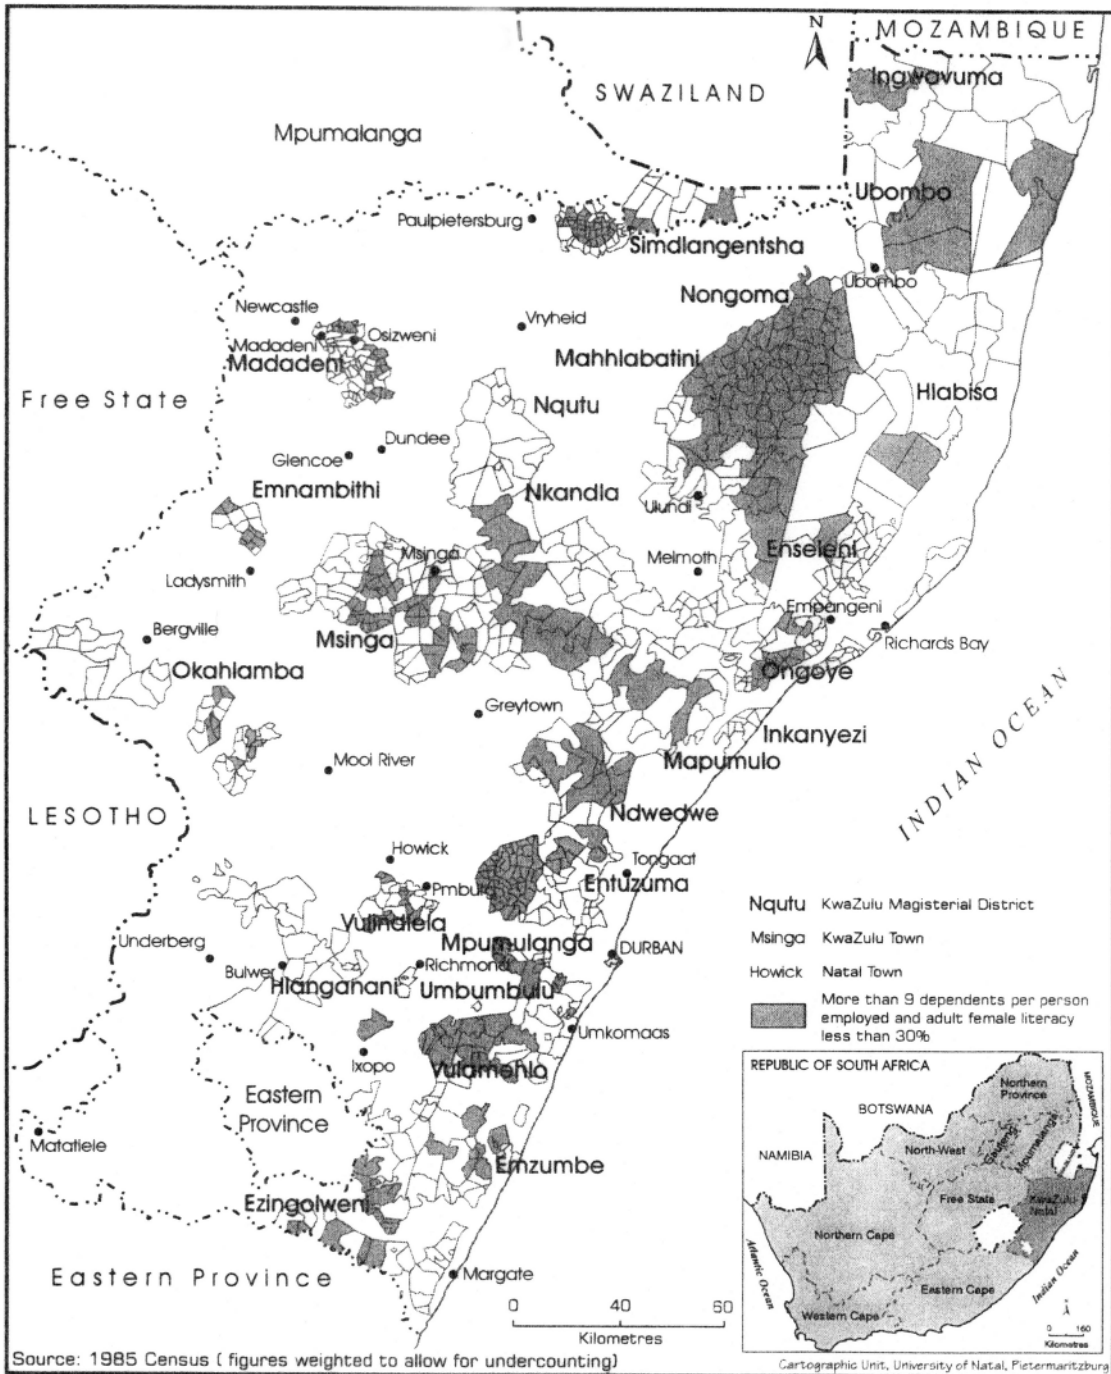 N
MOZAMBIQUE
Ingwavuma
SWAZILAND
Mpumalanga
Ubombo
Paulpietersburg
Simdlangentsha
Ubombo
Nongoma
Newcastle
Vryheid
Madadeni
Osizweni
Madadeni
Mahhlabatini
Free State
Hlabisa
Nqutu
Dundee
Glencoe
Emnambithi
Nkandla
Ulundi
Enseleni
Msinga
Melmoth
Ladysmith
Empangeni
Bergville
Msinga
Richards Bay
Okahlamba
Ongoye
Greytown
Inkanyezi
Mooi River
Mapumulo
INDIAN OCEAN
LESOTHO
Ndwedwe
Howick
Tongaat
Pmburg
Entuzuma
Vulindlela
Mpumulanga
DURBAN
Underberg
Richmond
Bulwer
Hlanganani
Umbumbulu
Umkomaas
Ixopo
Vulamehlo
Eastern
Province
Matatiele
Emzumbe
Ezingolweni
Eastern Province
Margate
Nqutu KwaZulu Magisterial District
Msinga KwaZulu Town
Howick Natal Town
More than 9 dependents per person
employed and adult female literacy
less than 30%
0 40 60
Kilometres
REPUBLIC OF SOUTH AFRICA
Northern
Province
BOTSWANA
MOZAMBIQUE
NAMIBIA
North-West
Gauteng
Mpumalanga
Free State
KwaZulu-
Natal
Northern Cape
Eastern Cape
Western Cape
Atlantic Ocean
Indian Ocean
0 160
Kilometres
Source: 1985 Census ( figures weighted to allow for undercounting)
Cartographic Unit, University of Natal, Pietermaritzburg